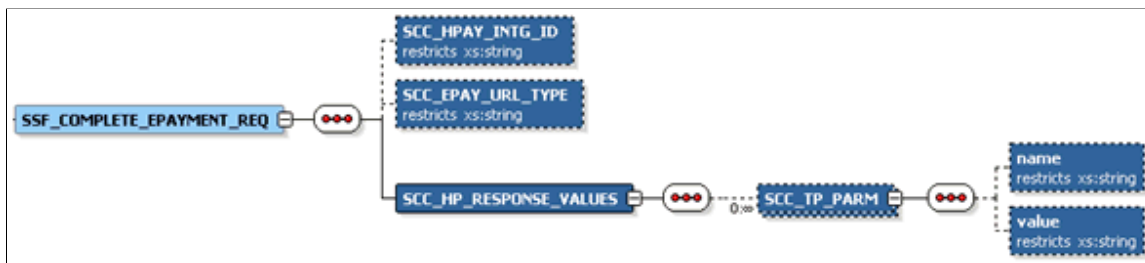 SCC_HPAY_INTG_ID
restricts xs:string
SCC_EPAY_URL_TYPE
restricts xs:string
SSF_COMPLETE_EPAYMENT_REQ
SCC_HP_RESPONSE_VALUES
0:∞
SCC_TP_PARM
name
restricts xs:string
value
restricts xs:string